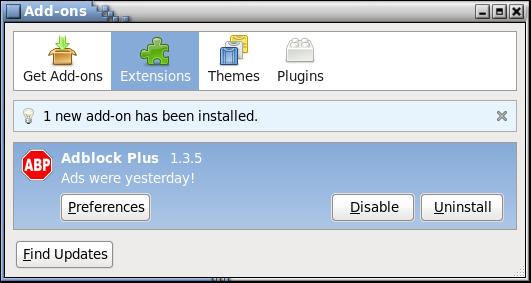 Add-ons
Get Add-ons Extensions Themes Plugins
1 new add-on has been installed.
ABP Adblock Plus 1.3.5
Ads were yesterday!
Preferences Disable Uninstall
Find Updates